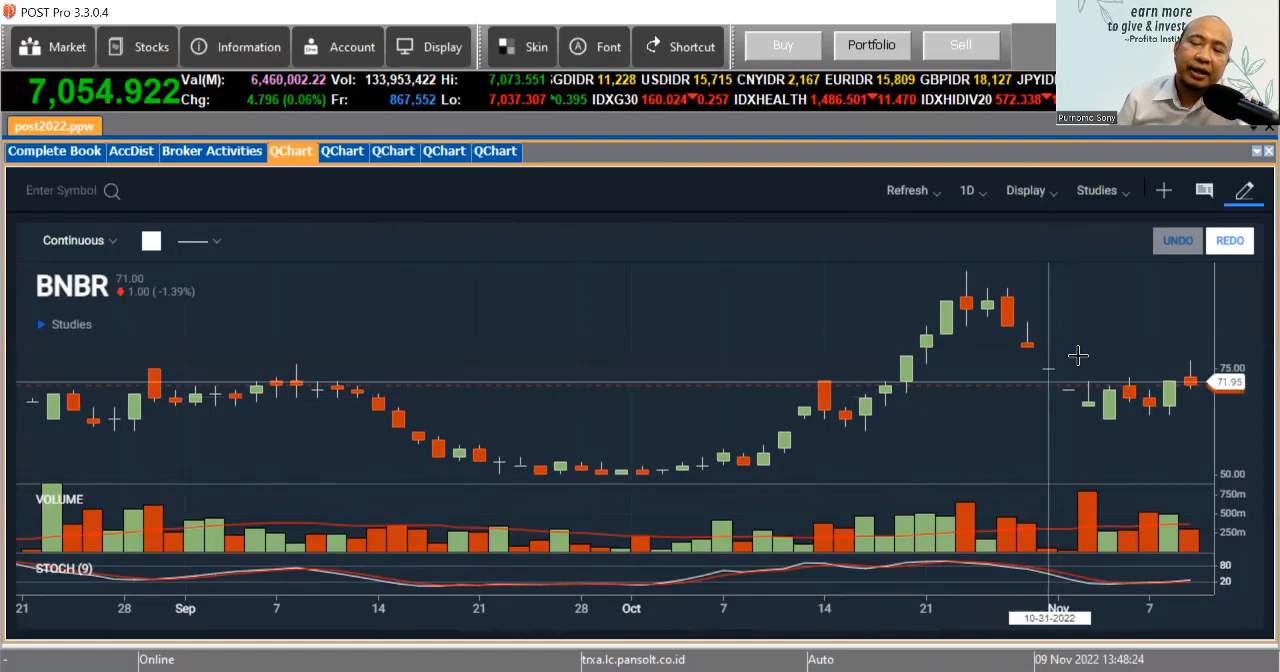 POST Pro 3.3.0.4
earn more
to give & invest
~Profita Insti
Purnomo Sony
Market Stocks Information Account Display Skin Font Shortcut Buy Portfolio Sell
7,054.922
Val(M): 6,460,002.22 Vol: 133,953,422 Hi: 7,073.551
Chg: 4.796 (0.06%) Fr: 867,552 Lo: 7,037.307
GDIDR 11,228 USDIDR 15,715 CNYIDR 2,167 EURIDR 15,809 GBPIDR 18,127 JPYID
0.395 IDXG30 160.024 0.257 IDXHEALTH 1,486.501 11.470 IDXHIDIV20 572.338
post2022.ppw
Complete Book AccDist Broker Activities QChart QChart QChart QChart QChart
Enter Symbol Refresh 1D Display Studies
Continuous UNDO REDO
BNBR 71.00
1.00 (-1.39%)
Studies
75.00
71.95
50.00
VOLUME
750m
500m
250m
STOCH (9)
80
20
21 28 Sep 7 14 21 28 Oct 7 14 21 Nov 7
10-31-2022
- Online trxa.lc.pansolt.co.id Auto 09 Nov 2022 13:48:24